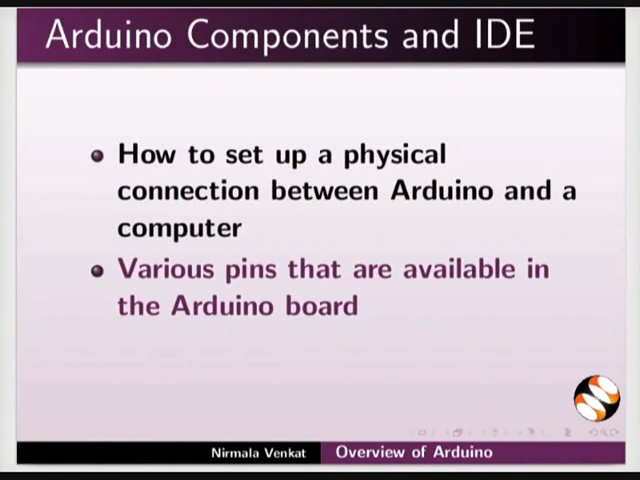 Arduino Components and IDE
How to set up a physical
connection between Arduino and a
computer
Various pins that are available in
the Arduino board
Nirmala Venkat
Overview of Arduino